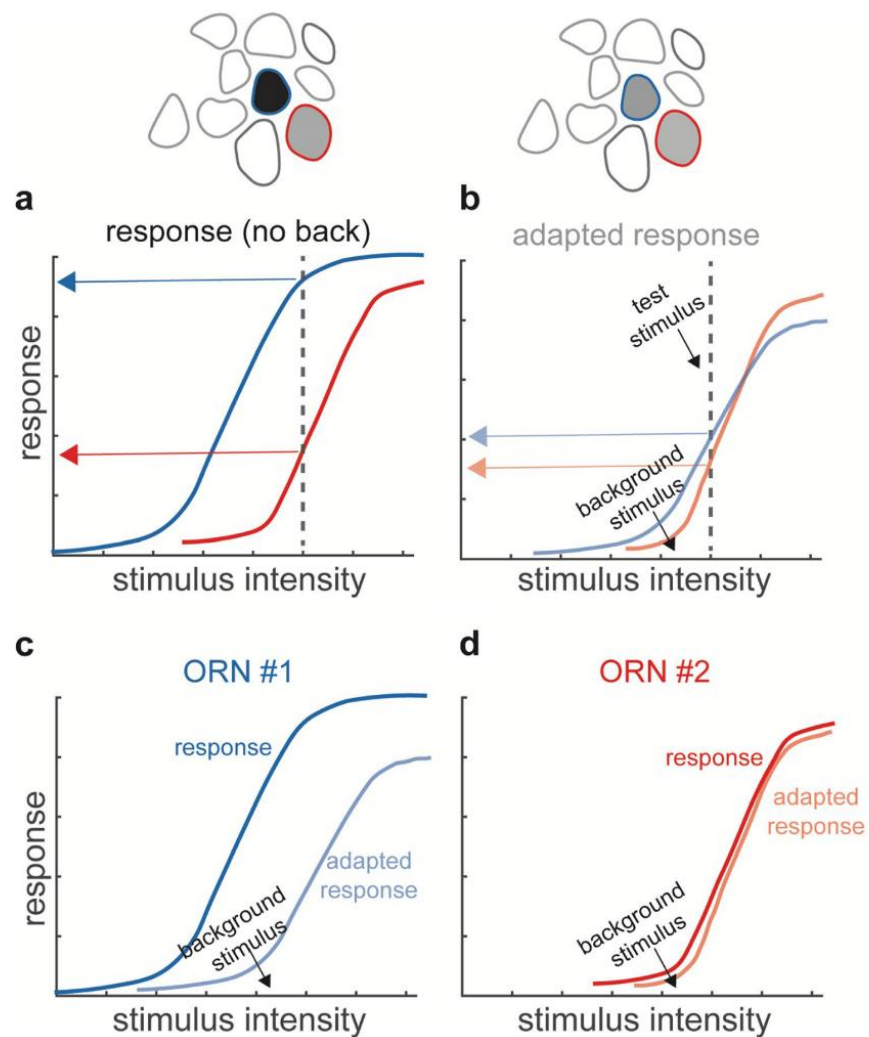 a
response (no back)
response
stimulus intensity
b
adapted response
test
stimulus
background
stimulus
stimulus intensity
c
ORN #1
response
adapted
response
background
stimulus
response
stimulus intensity
d
ORN #2
response
adapted
response
background
stimulus
stimulus intensity